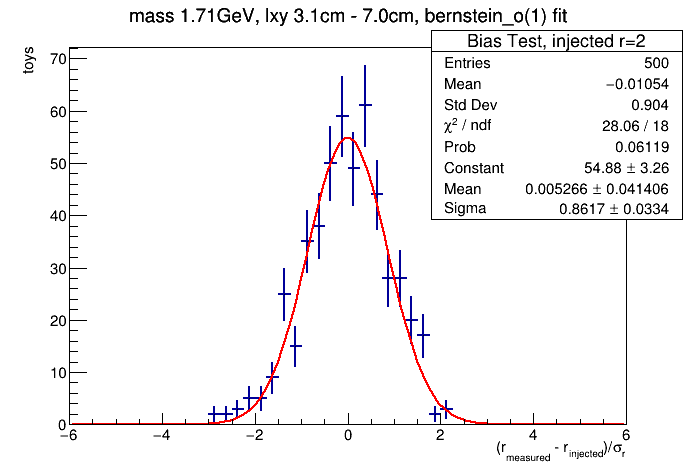 mass 1.71GeV, lxy 3.1cm - 7.0cm, bernstein_o(1) fit
Bias Test, injected r=2
Entries 500
Mean −0.01054
Std Dev 0.904
χ² / ndf 28.06 / 18
Prob 0.06119
Constant 54.88 ± 3.26
Mean 0.005266 ± 0.041406
Sigma 0.8617 ± 0.0334
toys
70
60
50
40
30
20
10
0
−6 −4 −2 0 2 4 6
(r_measured - r_injected)/σ_r